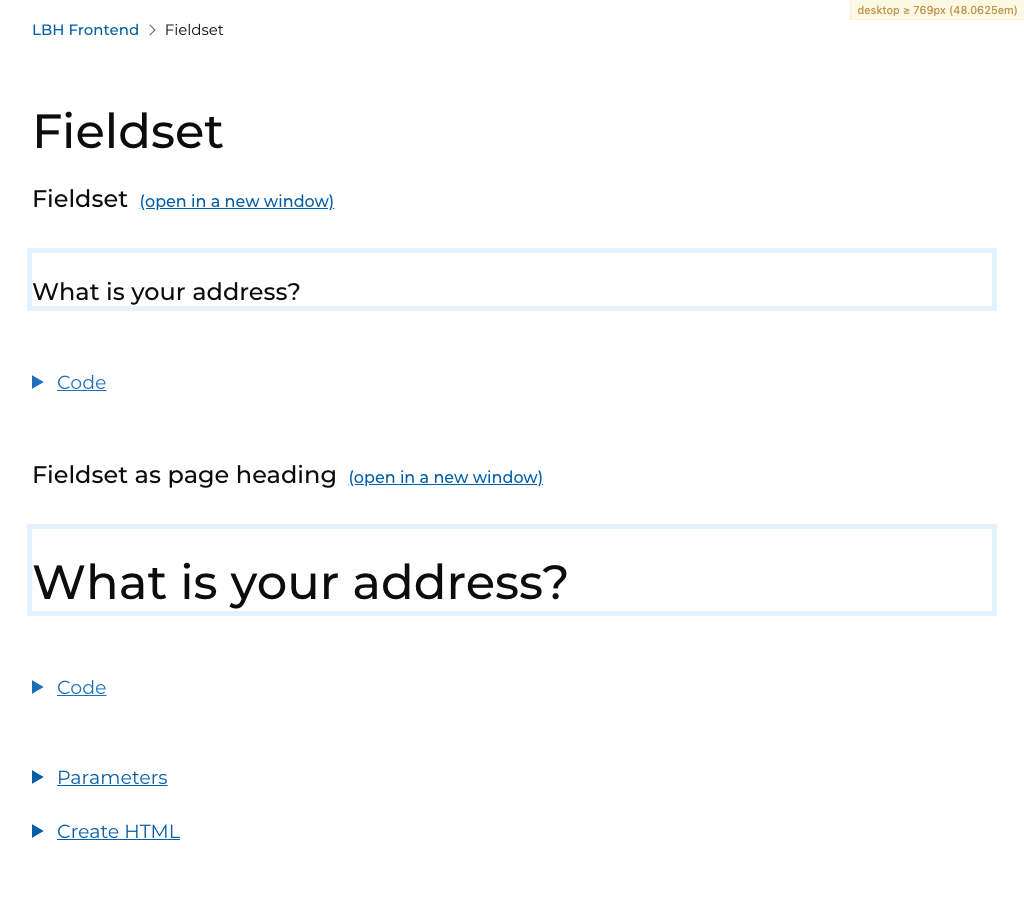 desktop ≥ 769px (48.0625em)
LBH Frontend > Fieldset
Fieldset
Fieldset (open in a new window)
What is your address?
Code
Fieldset as page heading (open in a new window)
What is your address?
Code
Parameters
Create HTML